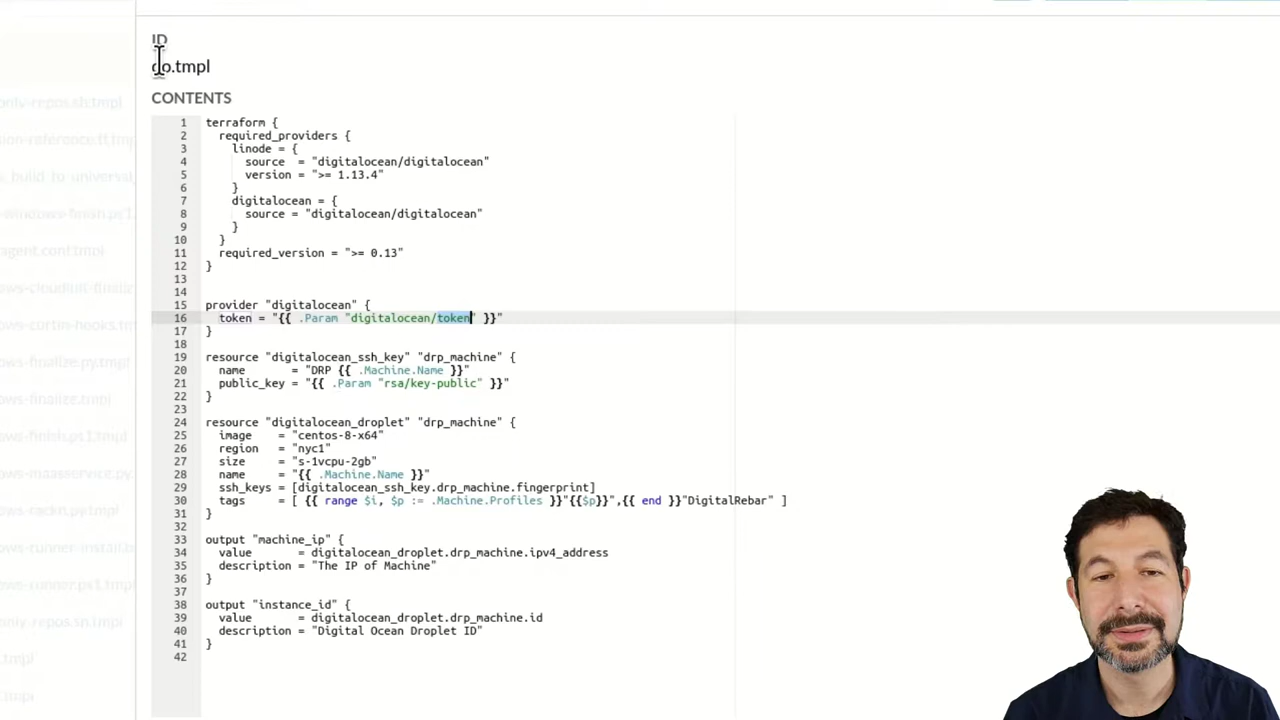 ID
do.tmpl
CONTENTS
1 terraform {
2 required_providers {
3 linode = {
4 source = "digitalocean/digitalocean"
5 version = ">= 1.13.4"
6 }
7 digitalocean = {
8 source = "digitalocean/digitalocean"
9 }
10 }
11 required_version = ">= 0.13"
12 }
13
14
15 provider "digitalocean" {
16 token = "{{ .Param "digitalocean/token" }}"
17 }
18
19 resource "digitalocean_ssh_key" "drp_machine" {
20 name = "DRP {{ .Machine.Name }}"
21 public_key = "{{ .Param "rsa/key-public" }}"
22 }
23
24 resource "digitalocean_droplet" "drp_machine" {
25 image = "centos-8-x64"
26 region = "nyc1"
27 size = "s-1vcpu-2gb"
28 name = "{{ .Machine.Name }}"
29 ssh_keys = [digitalocean_ssh_key.drp_machine.fingerprint]
30 tags = [ {{ range $i, $p := .Machine.Profiles }}"{{$p}}",{{ end }}"DigitalRebar" ]
31 }
32
33 output "machine_ip" {
34 value = digitalocean_droplet.drp_machine.ipv4_address
35 description = "The IP of Machine"
36 }
37
38 output "instance_id" {
39 value = digitalocean_droplet.drp_machine.id
40 description = "Digital Ocean Droplet ID"
41 }
42